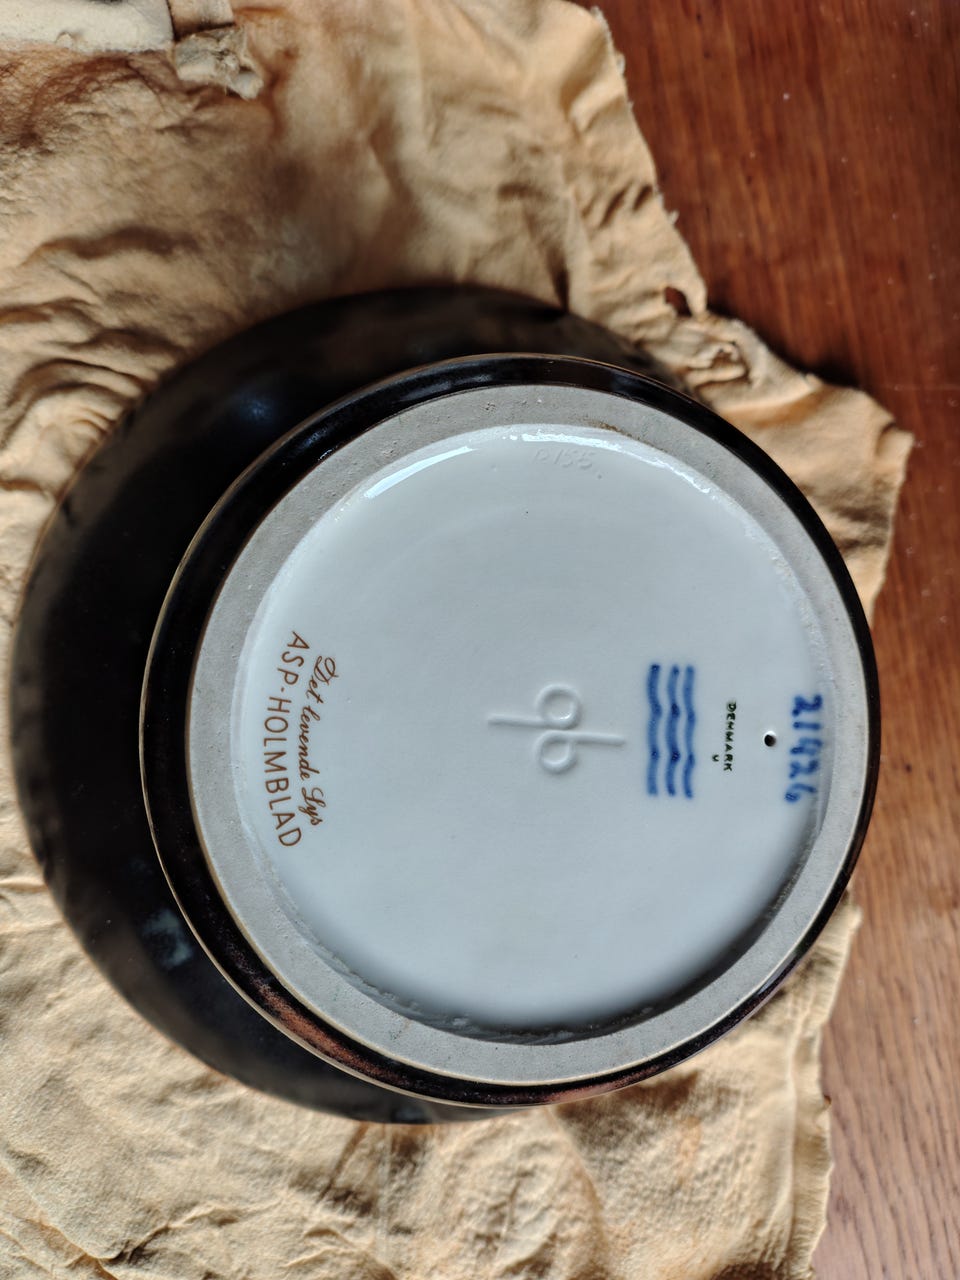 21426
DENMARK
Det levende Lys
ASP-HOLMBLAD